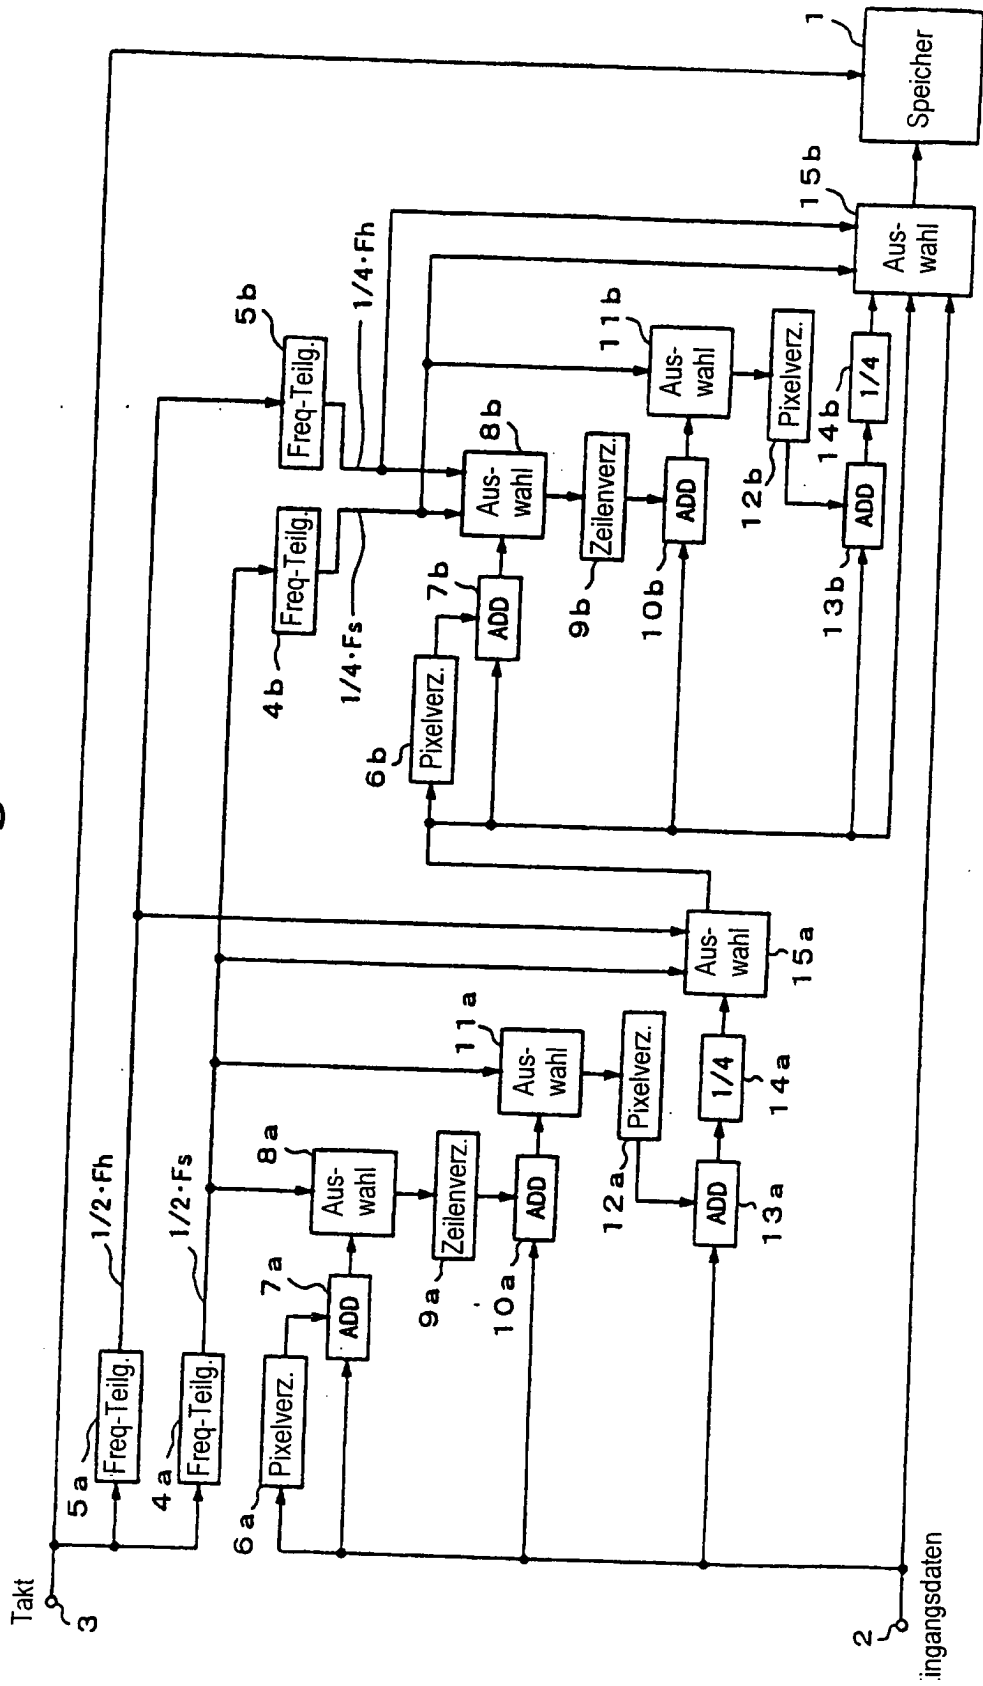 Takt
3
5a
Freq-Teilg.
1/2·Fh
4a
Freq-Teilg.
1/2·Fs
6a
Pixelverz.
7a
ADD
8a
Aus-
wahl
9a
Zeilenverz.
10a
ADD
11a
Aus-
wahl
12a
Pixelverz.
13a
ADD
14a
1/4
15a
Aus-
wahl
4b
Freq-Teilg.
1/4·Fs
5b
Freq-Teilg.
1/4·Fh
6b
Pixelverz.
7b
ADD
8b
Aus-
wahl
9b
Zeilenverz.
10b
ADD
11b
Aus-
wahl
12b
Pixelverz.
13b
ADD
14b
1/4
15b
Aus-
wahl
1
Speicher
2
ingangsdaten